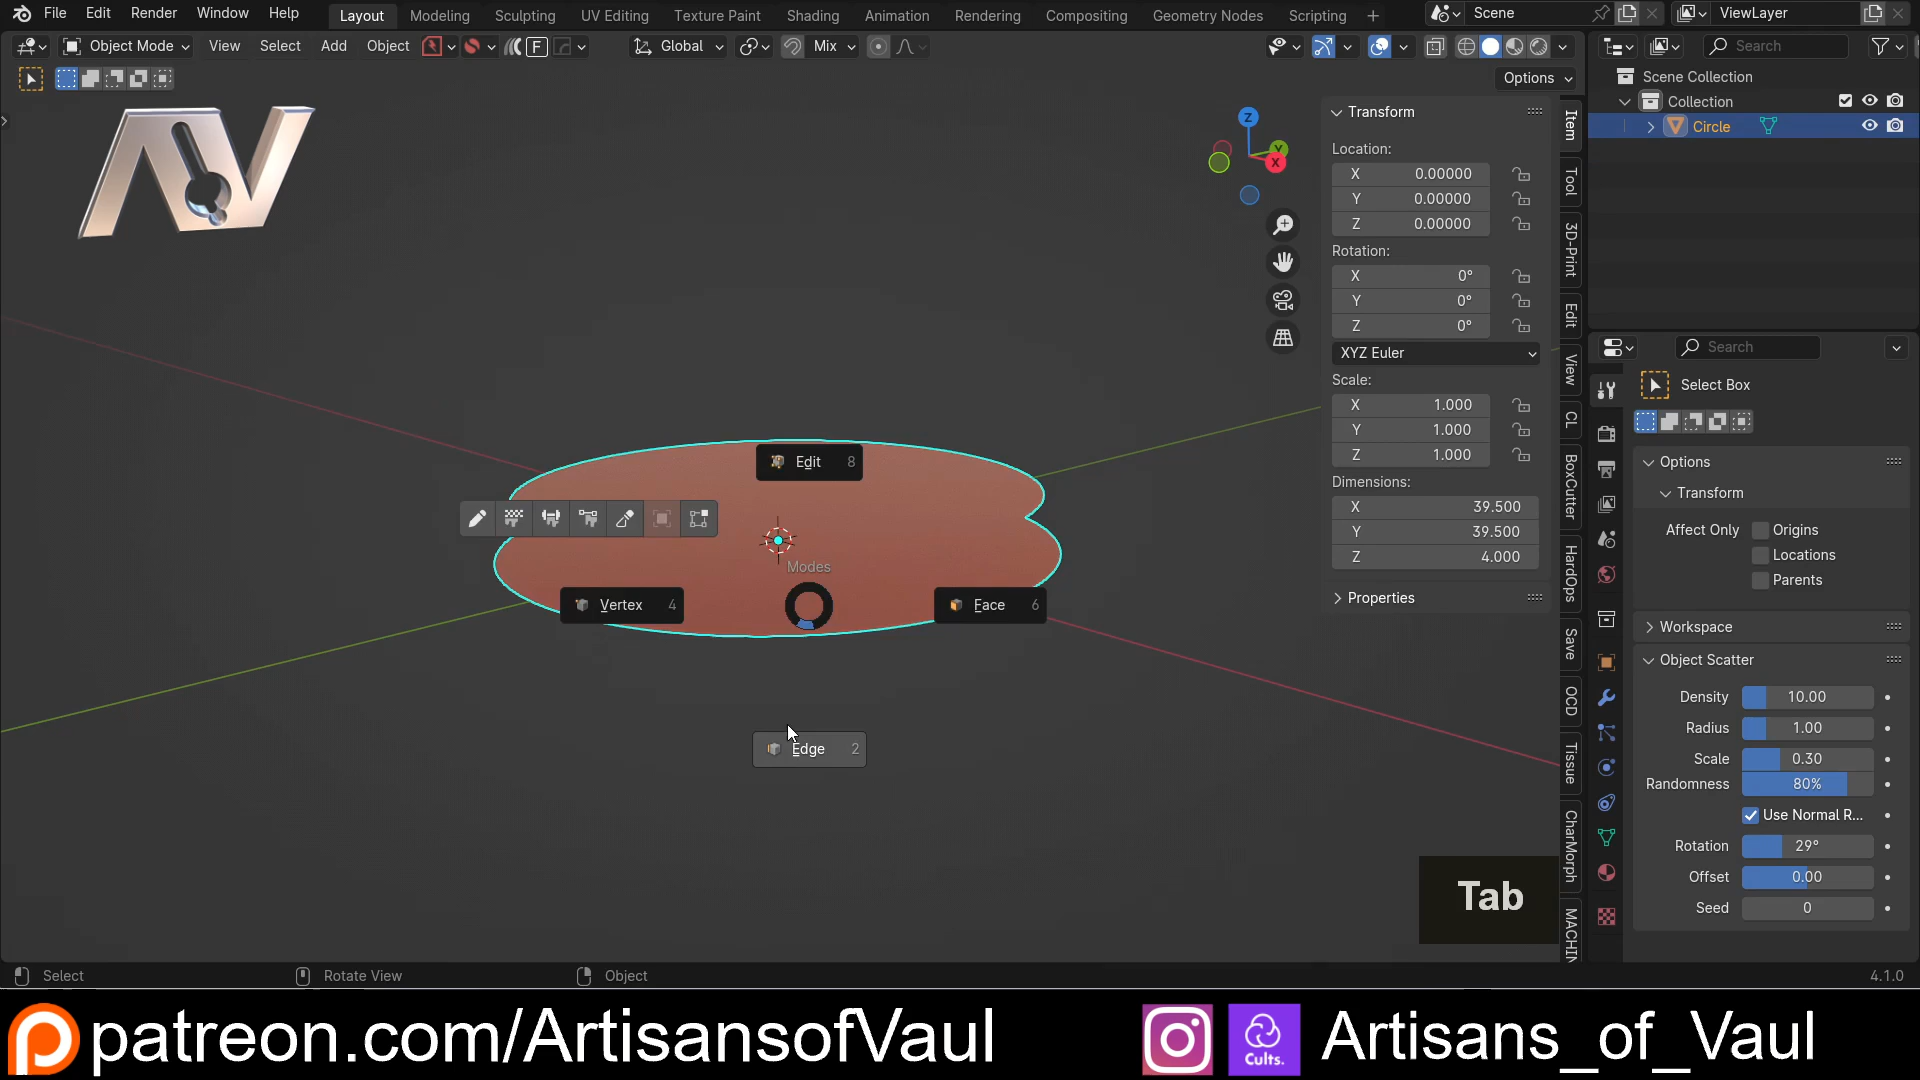 File Edit Render Window Help Layout Modeling Sculpting UV Editing Texture Paint Shading Animation Rendering Compositing Geometry Nodes Scripting + Scene ViewLayer
Object Mode View Select Add Object F Global Mix Search
Options
Scene Collection
Collection
Circle
Z
Y
X
Transform
Location:
X 0.00000
Y 0.00000
Z 0.00000
Rotation:
X 0°
Y 0°
Z 0°
XYZ Euler
Scale:
X 1.000
Y 1.000
Z 1.000
Dimensions:
X 39.500
Y 39.500
Z 4.000
Properties
Item
Tool
3D-Print
Edit
View
CL
BoxCutter
HardOps
Save
OCD
Tissue
CharMorph
MACHIN
Search
Select Box
Options
Transform
Affect Only Origins
Locations
Parents
Workspace
Object Scatter
Density 10.00
Radius 1.00
Scale 0.30
Randomness 80%
Use Normal R...
Rotation 29°
Offset 0.00
Seed 0
Edit 8
Modes
Vertex 4
Face 6
Edge 2
Tab
Select Rotate View Object 4.1.0
patreon.com/ArtisansofVaul
Cults.
Artisans_of_Vaul